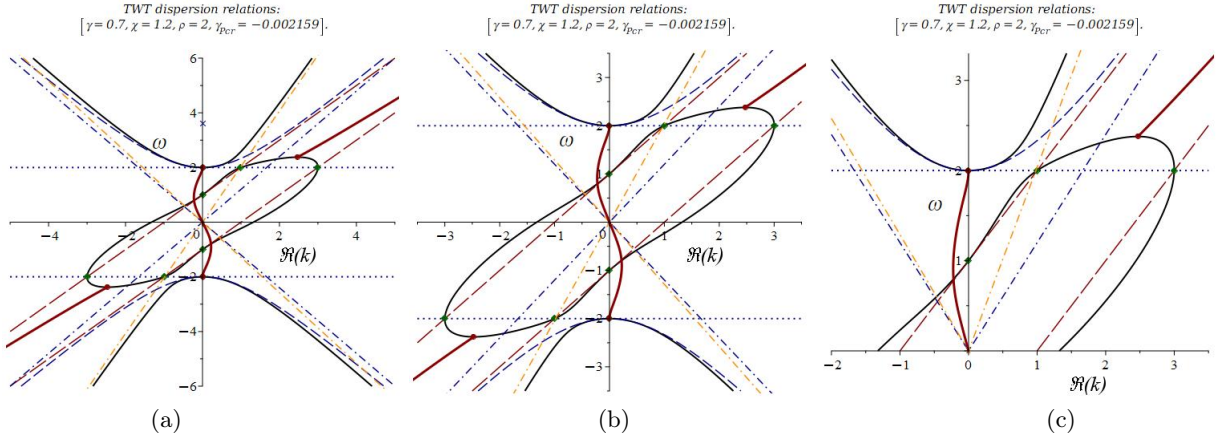 TWT dispersion relations:
[γ = 0.7, χ = 1.2, ρ = 2, γ_Pcr = −0.002159].
6
4
ω
2
−4
−2
0
2
4
ℜ(k)
−2
−4
−6
(a)
TWT dispersion relations:
[γ = 0.7, χ = 1.2, ρ = 2, γ_Pcr = −0.002159].
3
ω
2
1
−3
−2
−1
0
1
2
3
ℜ(k)
−1
−2
−3
(b)
TWT dispersion relations:
[γ = 0.7, χ = 1.2, ρ = 2, γ_Pcr = −0.002159].
3
2
ω
1
−2
−1
0
1
2
3
ℜ(k)
(c)